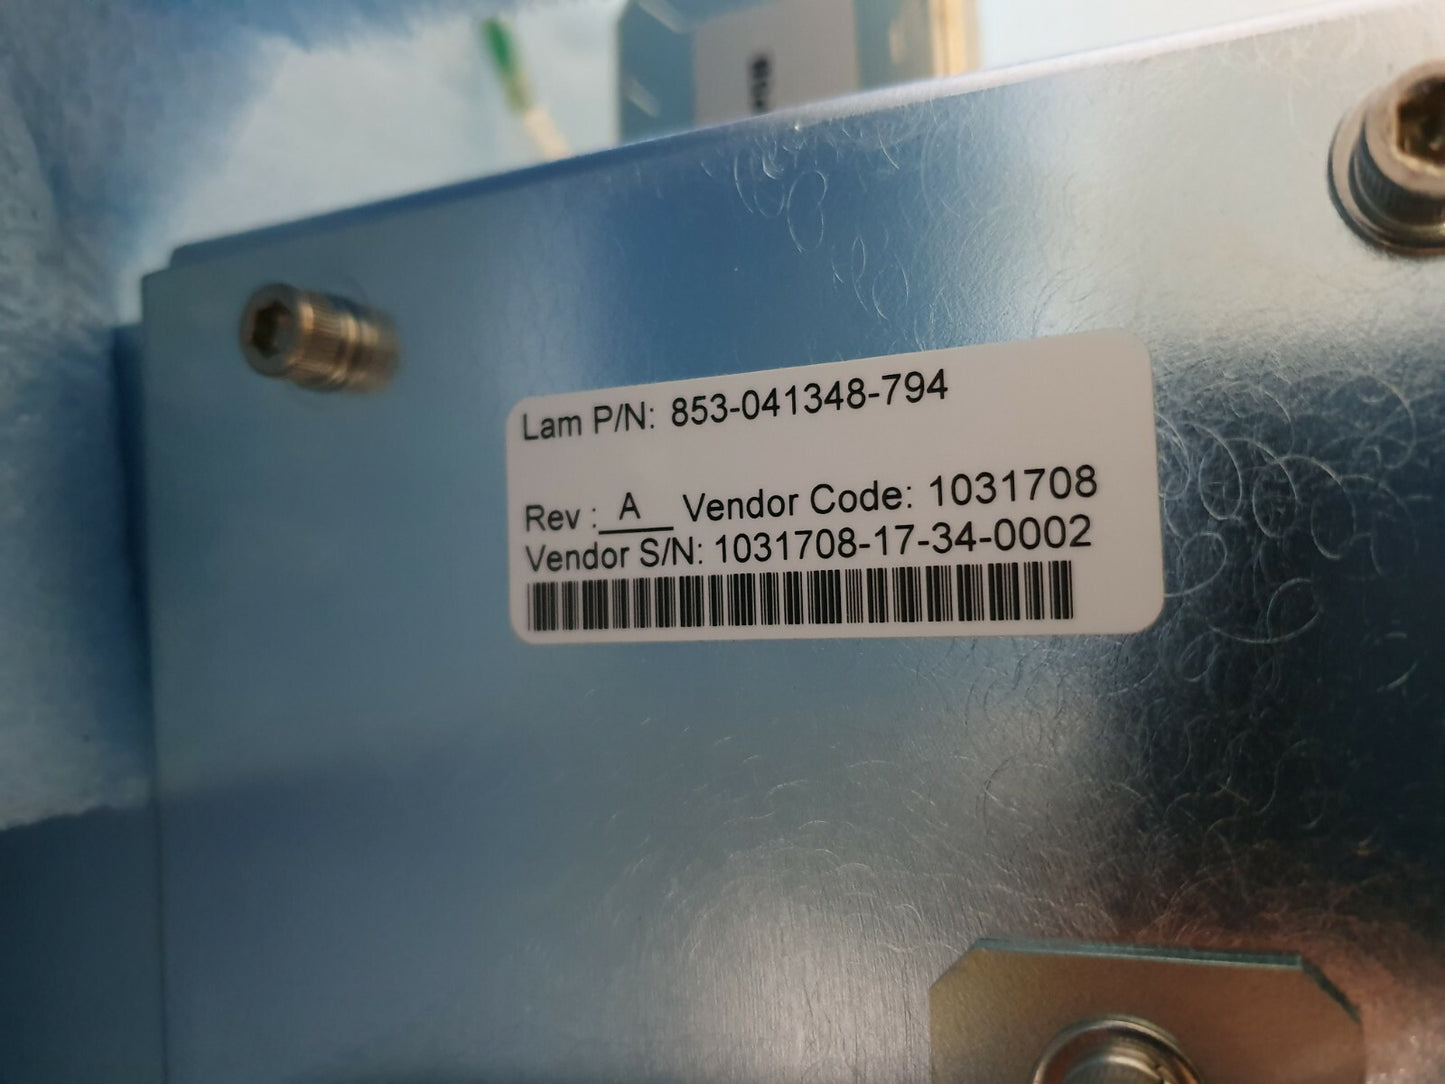 Lam P/N: 853-041348-794
Rev : A Vendor Code: 1031708
Vendor S/N: 1031708-17-34-0002